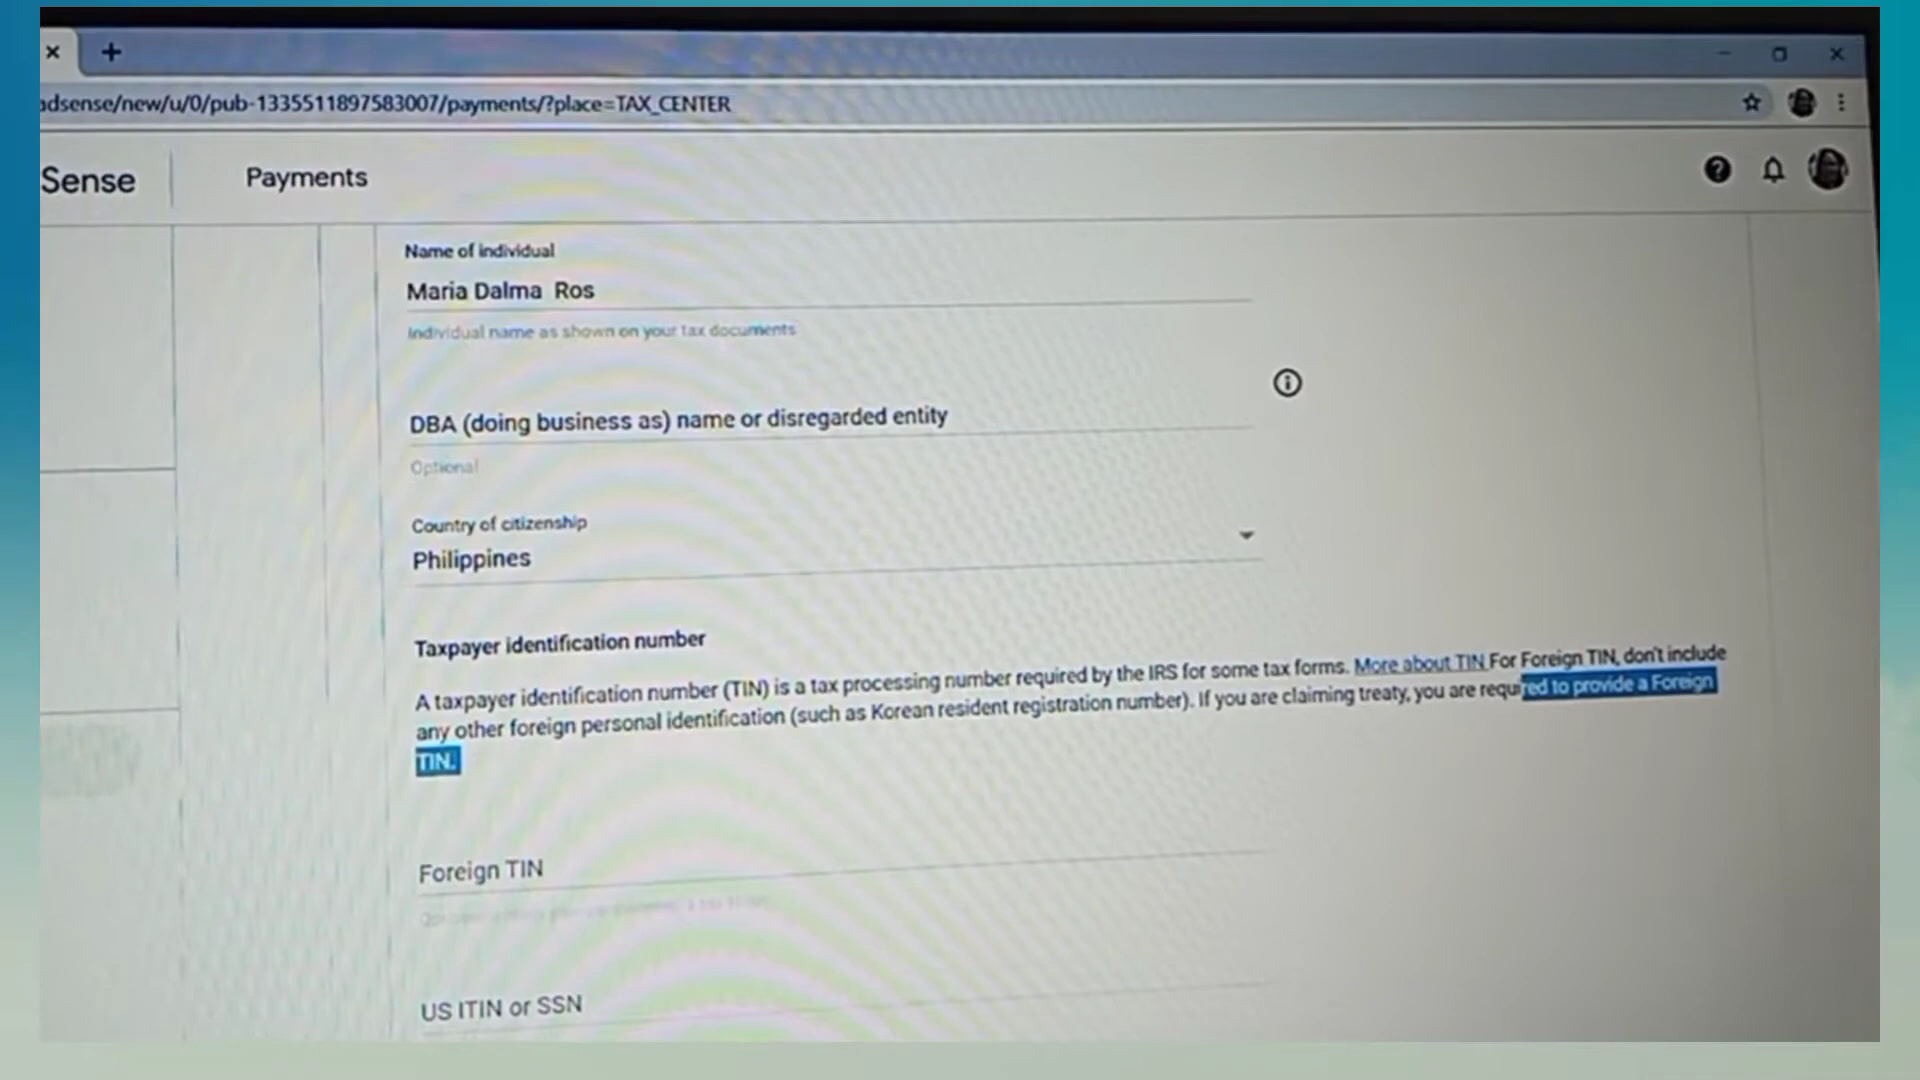 adsense/new/u/0/pub-1335511897583007/payments/?place=TAX_CENTER
Sense
Payments
Name of individual
Maria Dalma Ros
Individual name as shown on your tax documents
DBA (doing business as) name or disregarded entity
Optional
Country of citizenship
Philippines
Taxpayer identification number
A taxpayer identification number (TIN) is a tax processing number required by the IRS for some tax forms. More about TIN For Foreign TIN, don't include
any other foreign personal identification (such as Korean resident registration number). If you are claiming treaty, you are required to provide a Foreign
TIN.
Foreign TIN
US ITIN or SSN